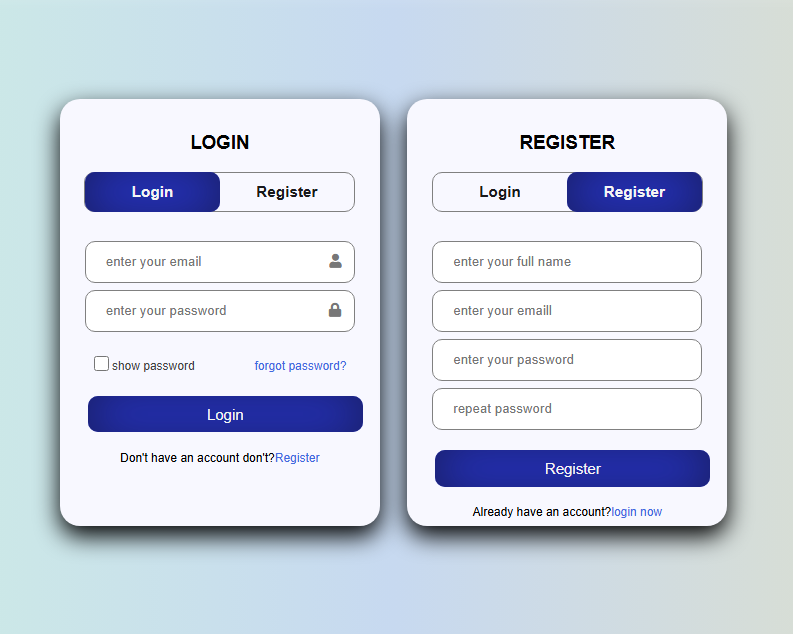 LOGIN
Login Register
enter your email
enter your password
show password forgot password?
Login
Don't have an account don't?Register
REGISTER
Login Register
enter your full name
enter your emaill
enter your password
repeat password
Register
Already have an account?login now